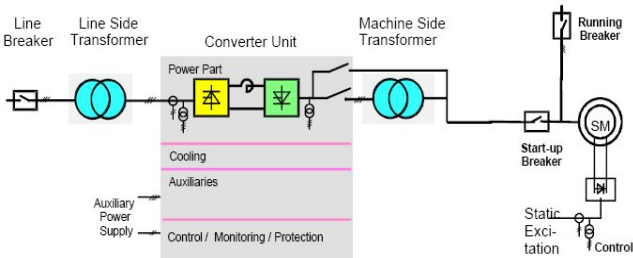 Line
Breaker
Line Side
Transformer
Converter Unit
Machine Side
Transformer
Running
Breaker
Power Part
SM
Start-up
Breaker
Cooling
Auxiliaries
Auxiliary
Power
Supply
Control / Monitoring / Protection
Static
Exci-
tation
Control